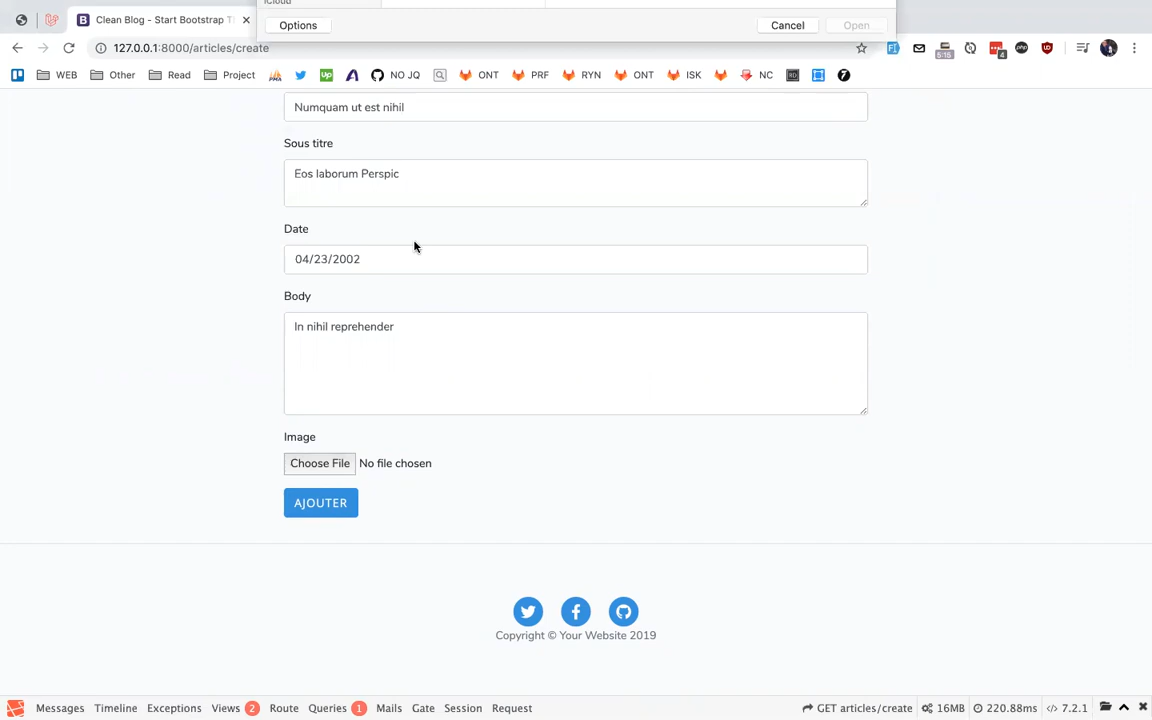 Clean Blog - Start Bootstrap T
iCloud
Options
Cancel
Open
127.0.0.1:8000/articles/create
5:15
4
WEB
Other
Read
Project
NO JQ
ONT
PRF
RYN
ONT
ISK
NC
Numquam ut est nihil
Sous titre
Eos laborum Perspic
Date
04/23/2002
Body
In nihil reprehender
Image
Choose File No file chosen
AJOUTER
Copyright © Your Website 2019
Messages Timeline Exceptions Views 2 Route Queries 1 Mails Gate Session Request GET articles/create 16MB 220.88ms 7.2.1